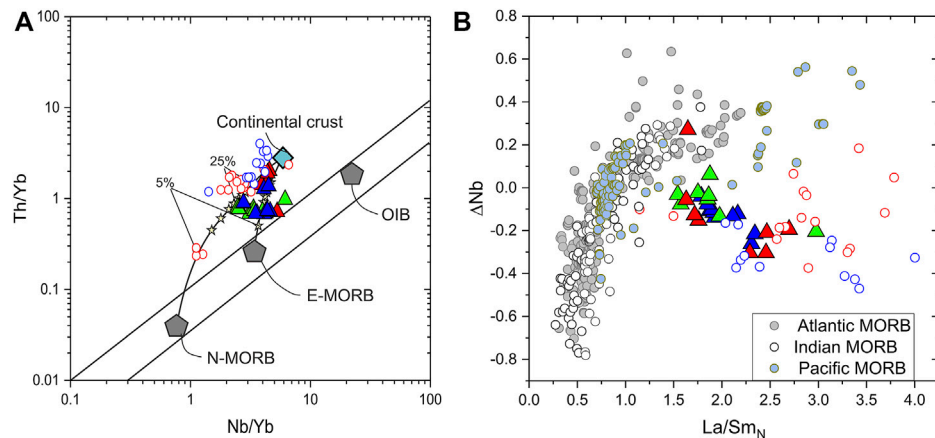 A
100
10
1
0.1
0.01
0.1
1
10
100
Th/Yb
Nb/Yb
Continental crust
25%
5%
OIB
E-MORB
N-MORB
B
0.8
0.6
0.4
0.2
0.0
-0.2
-0.4
-0.6
-0.8
0.0
0.5
1.0
1.5
2.0
2.5
3.0
3.5
4.0
ΔNb
La/SmN
Atlantic MORB
Indian MORB
Pacific MORB